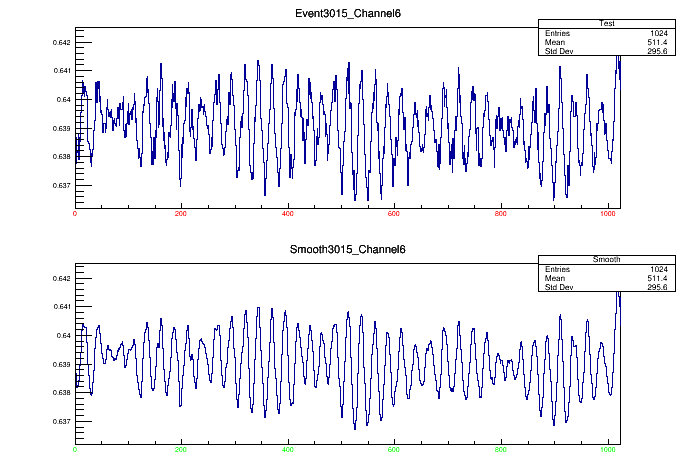 Event3015_Channel6
Test
Entries 1024
Mean 511.4
Std Dev 295.6
0.642
0.641
0.64
0.639
0.638
0.637
0 200 400 600 800 1000
Smooth3015_Channel6
Smooth
Entries 1024
Mean 511.4
Std Dev 295.6
0.642
0.641
0.64
0.639
0.638
0.637
0 200 400 600 800 1000